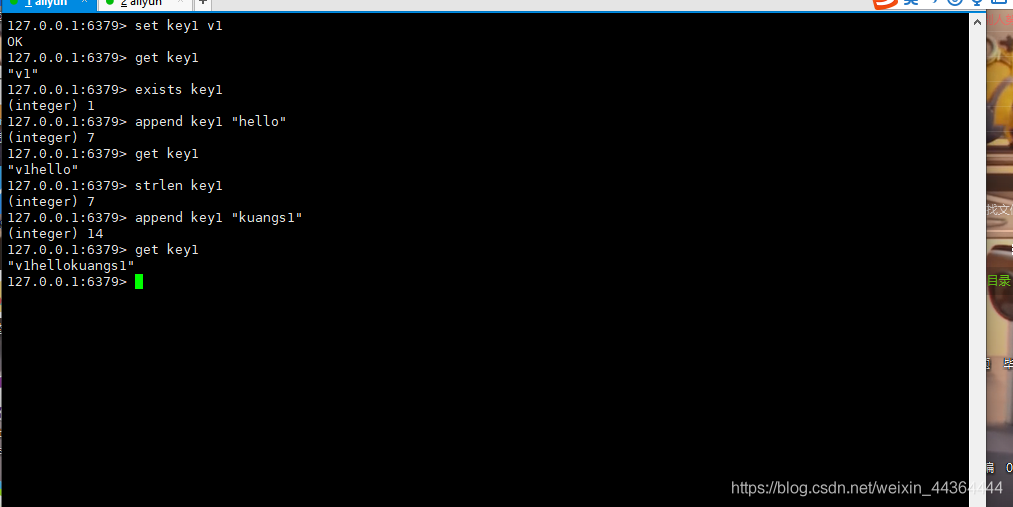 1 aliyun
2 aliyun
127.0.0.1:6379> set key1 v1
OK
127.0.0.1:6379> get key1
"v1"
127.0.0.1:6379> exists key1
(integer) 1
127.0.0.1:6379> append key1 "hello"
(integer) 7
127.0.0.1:6379> get key1
"v1hello"
127.0.0.1:6379> strlen key1
(integer) 7
127.0.0.1:6379> append key1 "kuangs1"
(integer) 14
127.0.0.1:6379> get key1
"v1hellokuangs1"
127.0.0.1:6379>
找文
目录
https://blog.csdn.net/weixin_44364444